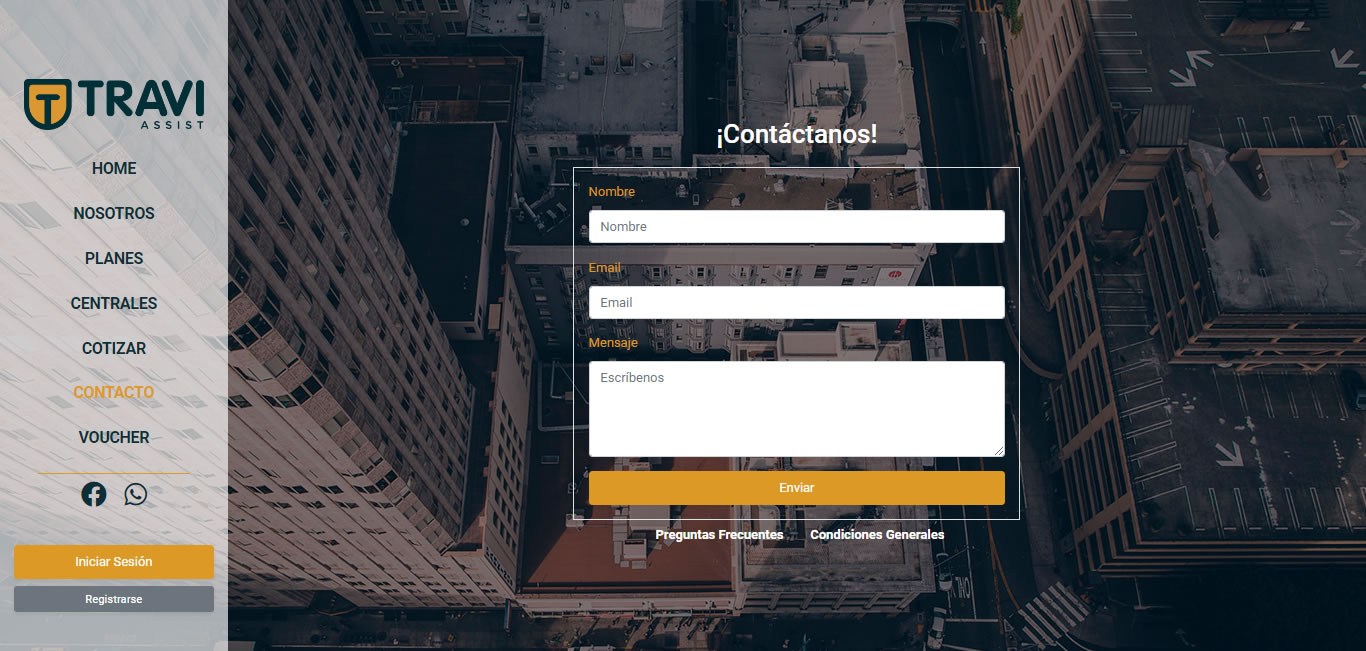 TRAVI
ASSIST
HOME
NOSOTROS
PLANES
CENTRALES
COTIZAR
CONTACTO
VOUCHER
Iniciar Sesión
Registrarse
¡Contáctanos!
Nombre
Nombre
Email
Email
Mensaje
Escríbenos
Enviar
Preguntas Frecuentes
Condiciones Generales